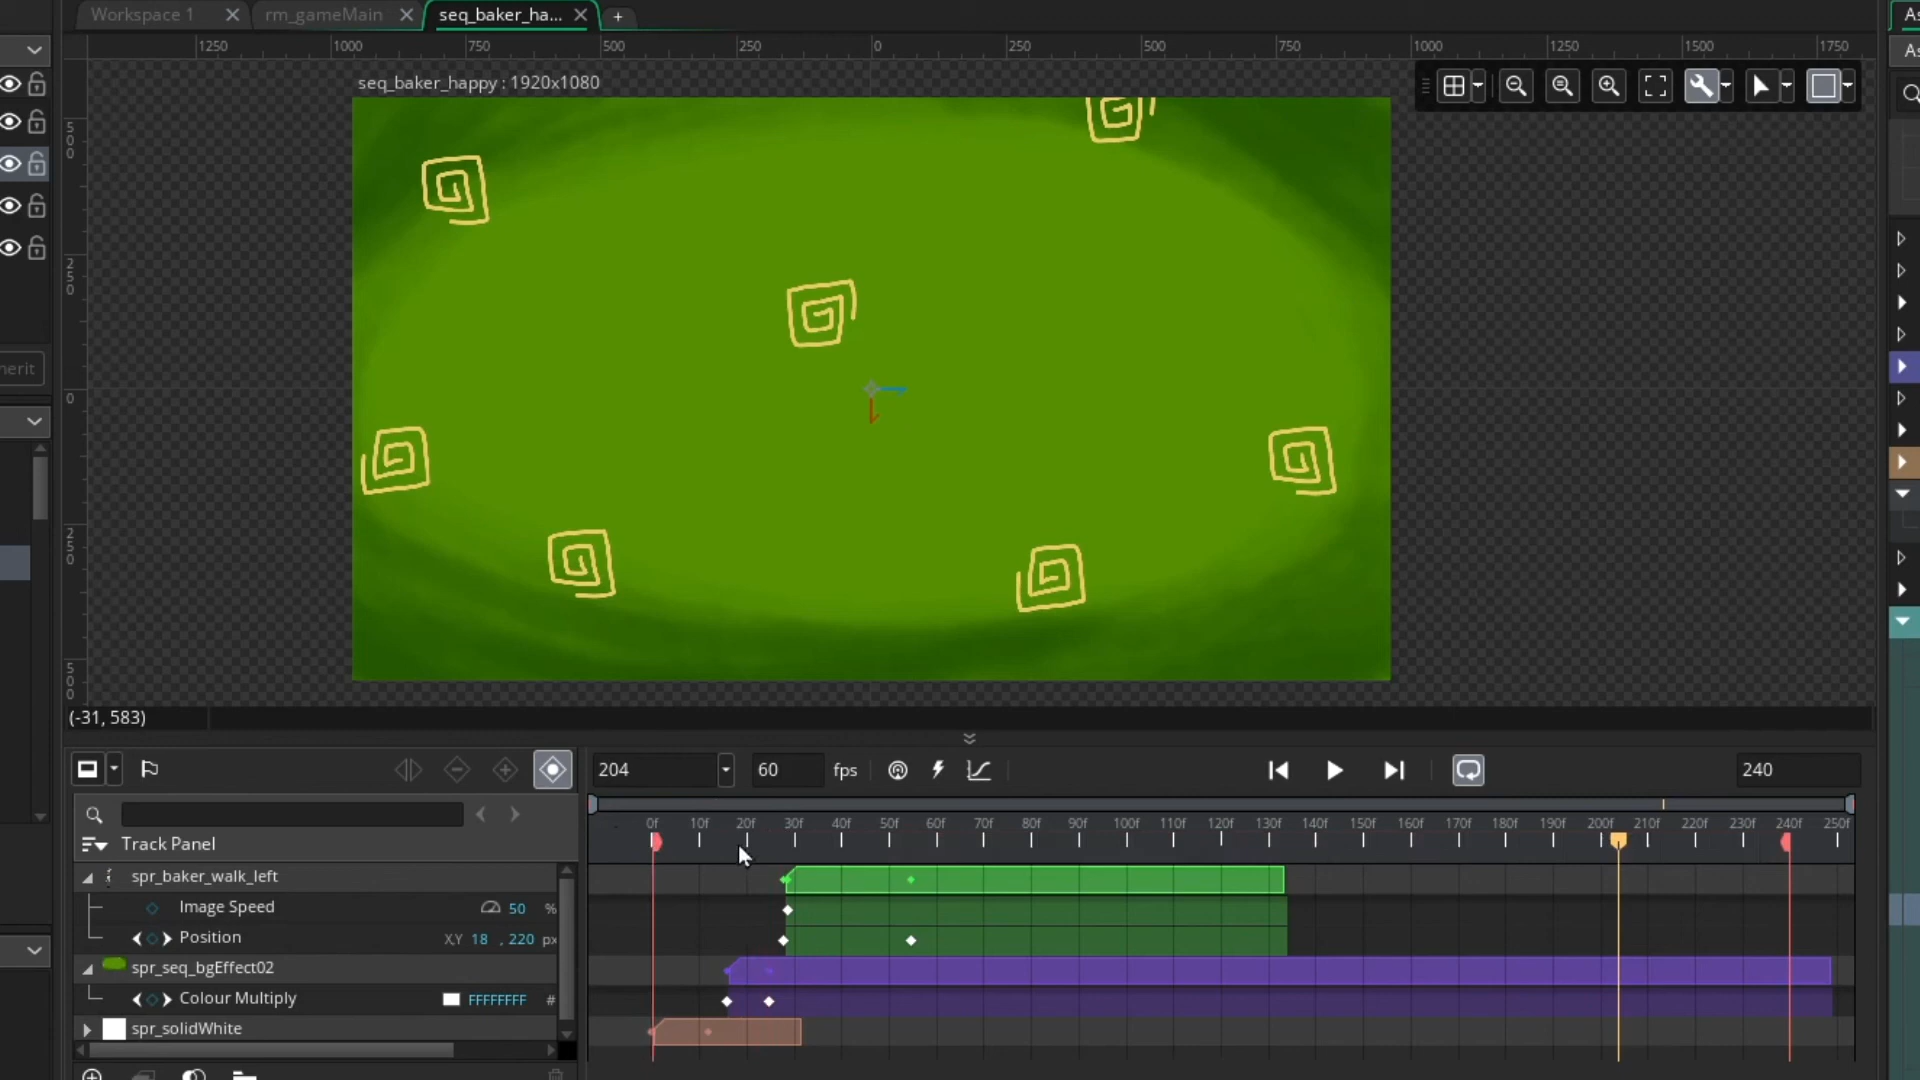 Workspace 1
rm_gameMain
seq_baker_ha...
+
1250 1000 750 500 250 0 250 500 750 1000 1250 1500 1750
seq_baker_happy : 1920x1080
500
250
0
250
500
(-31, 583)
204
60
fps
240
0f 10f 20f 30f 40f 50f 60f 70f 80f 90f 100f 110f 120f 130f 140f 150f 160f 170f 180f 190f 200f 210f 220f 230f 240f 250f
Track Panel
spr_baker_walk_left
Image Speed 50 %
Position X,Y 18 , 220 px
spr_seq_bgEffect02
Colour Multiply FFFFFFFF #
spr_solidWhite